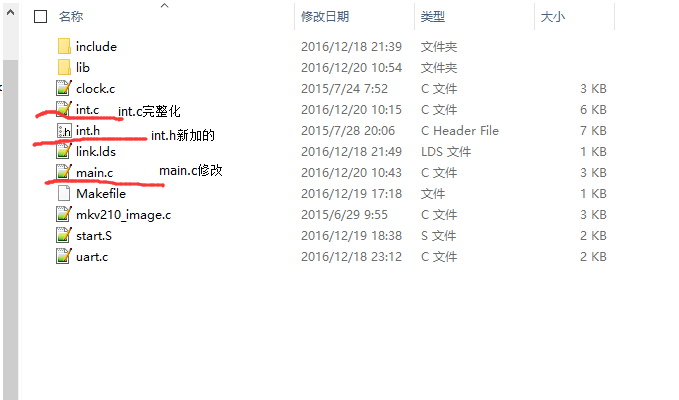 名称 修改日期 类型 大小
include 2016/12/18 21:39 文件夹
lib 2016/12/20 10:54 文件夹
clock.c 2015/7/24 7:52 C 文件 3 KB
int.c int.c完整化 2016/12/20 10:15 C 文件 6 KB
int.h int.h新加的 2015/7/28 20:06 C Header File 7 KB
link.lds 2016/12/18 21:49 LDS 文件 1 KB
main.c main.c修改 2016/12/20 10:43 C 文件 3 KB
Makefile 2016/12/19 17:18 文件 1 KB
mkv210_image.c 2015/6/29 9:55 C 文件 3 KB
start.S 2016/12/19 18:38 S 文件 2 KB
uart.c 2016/12/18 23:12 C 文件 2 KB